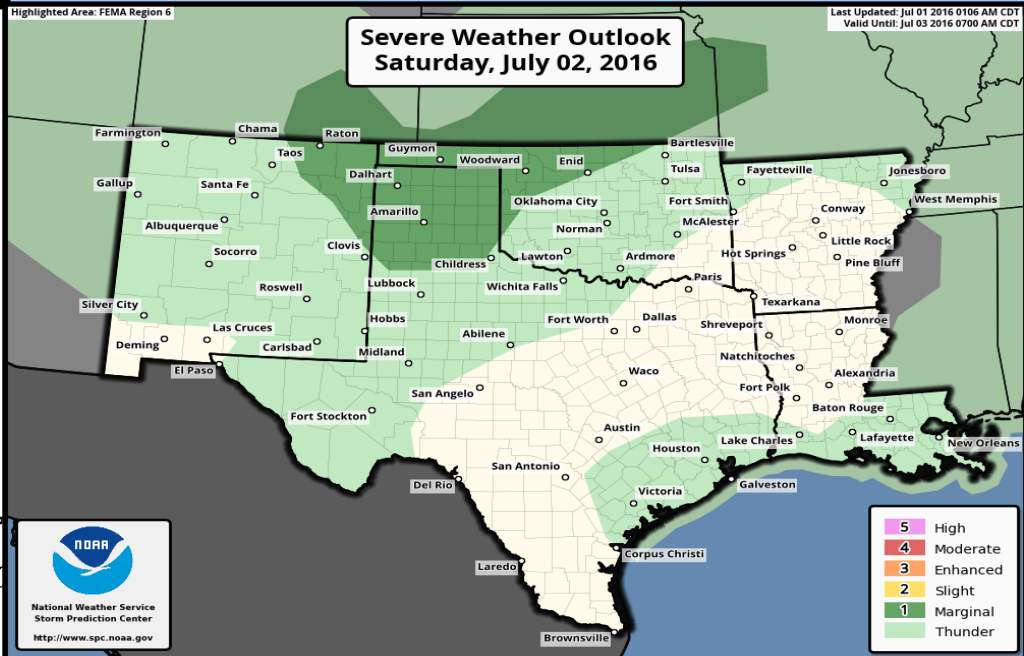 Highlighted Area: FEMA Region 6
Last Updated: Jul 01 2016 0106 AM CDT
Valid Until: Jul 03 2016 0700 AM CDT
Severe Weather Outlook
Saturday, July 02, 2016
Farmington
Chama
Raton
Taos
Guymon
Woodward
Enid
Bartlesville
Tulsa
Fayetteville
Jonesboro
Gallup
Santa Fe
Dalhart
Amarillo
Oklahoma City
Fort Smith
West Memphis
Albuquerque
Norman
McAlester
Conway
Socorro
Clovis
Childress
Lawton
Ardmore
Hot Springs
Little Rock
Pine Bluff
Roswell
Lubbock
Wichita Falls
Paris
Texarkana
Silver City
Las Cruces
Hobbs
Abilene
Fort Worth
Dallas
Shreveport
Monroe
Deming
Carlsbad
Midland
Natchitoches
El Paso
San Angelo
Waco
Fort Polk
Alexandria
Fort Stockton
Austin
Baton Rouge
Houston
Lake Charles
Lafayette
New Orleans
Del Rio
San Antonio
Victoria
Galveston
Laredo
Corpus Christi
Brownsville
NOAA
National Weather Service
Storm Prediction Center
http://www.spc.noaa.gov
5 High
4 Moderate
3 Enhanced
2 Slight
1 Marginal
Thunder